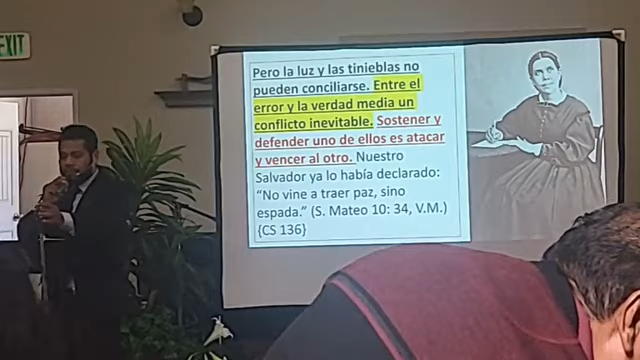 EXIT
Pero la luz y las tinieblas no
pueden conciliarse. Entre el
error y la verdad media un
conflicto inevitable. Sostener y
defender uno de ellos es atacar
y vencer al otro. Nuestro
Salvador ya lo había declarado:
“No vine a traer paz, sino
espada.” (S. Mateo 10: 34, V.M.)
{CS 136}